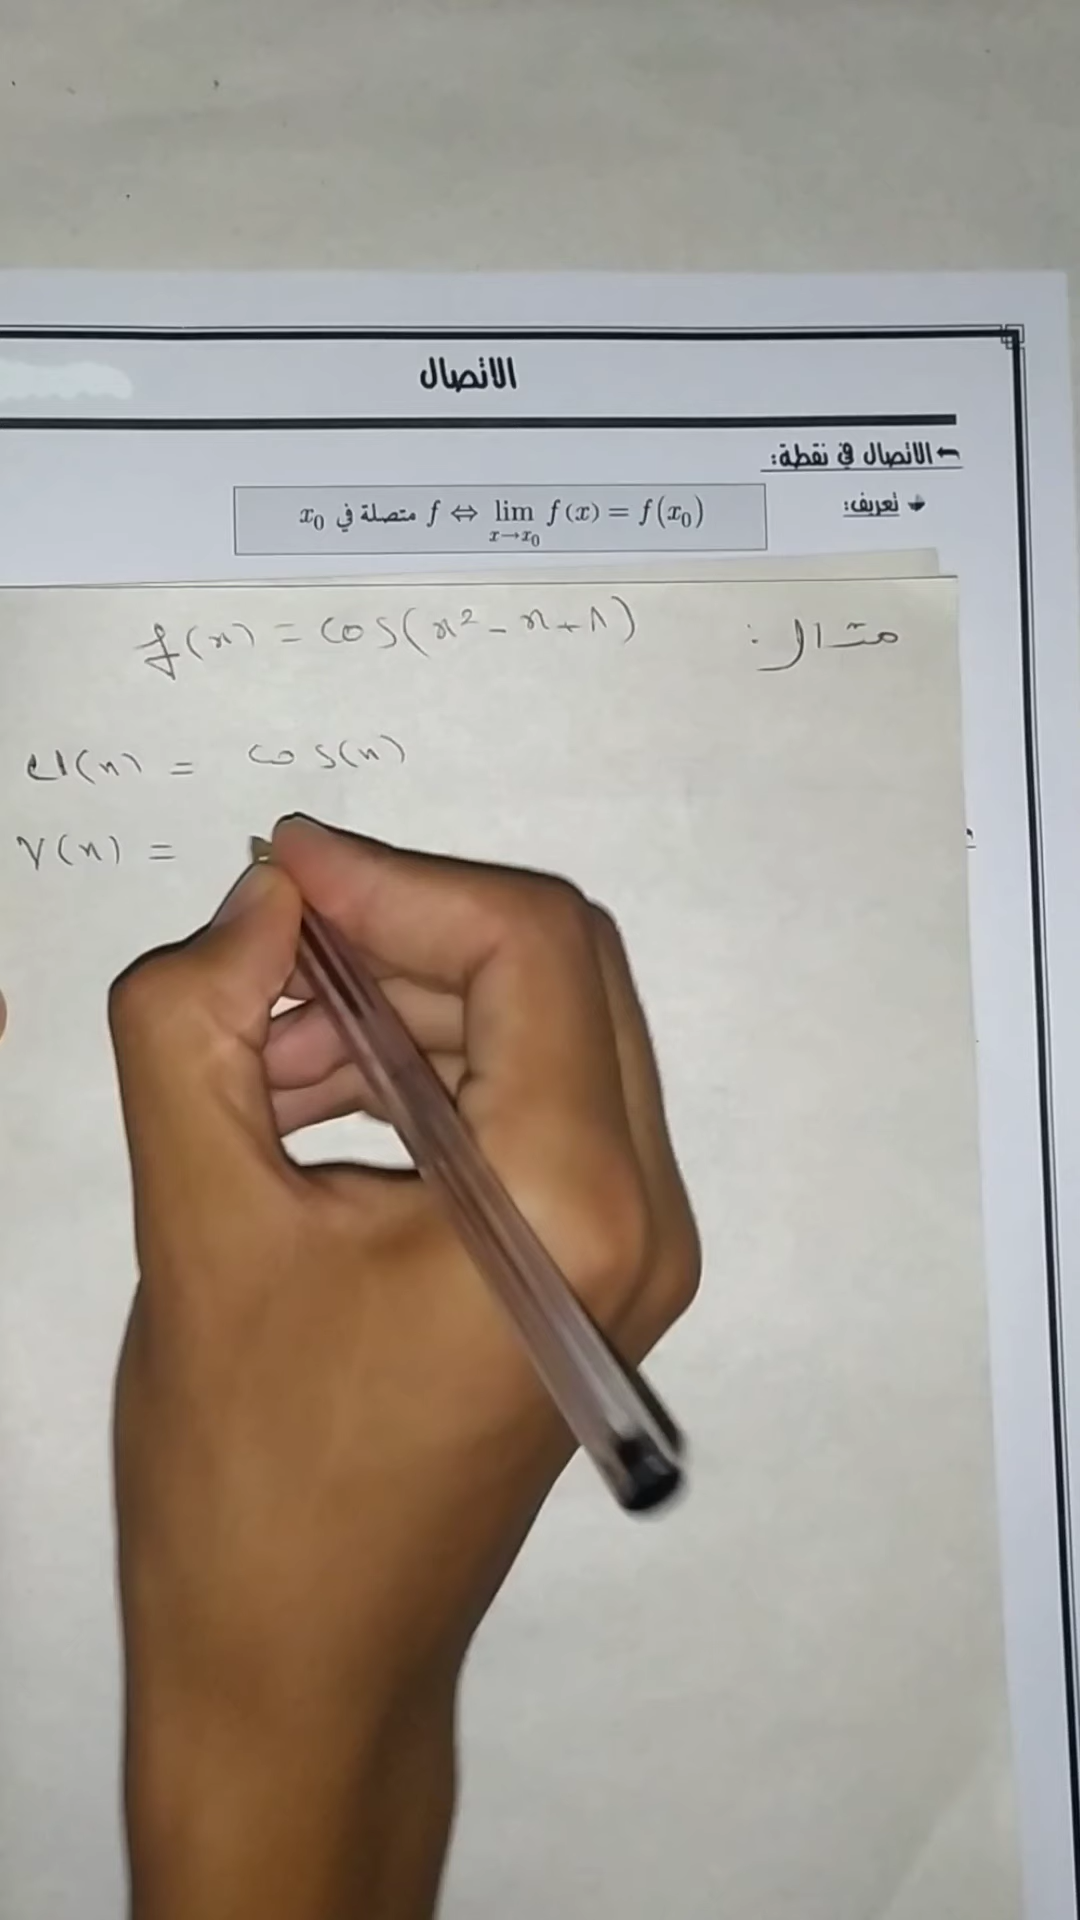 الاتصال
الاتصال في نقطة:
تعريف:
f متصلة في x₀ ⇔ lim f(x) = f(x₀)
x→x₀
مثال: f(x) = cos(x² - x + 1)
u(x) = cos(x)
v(x) =